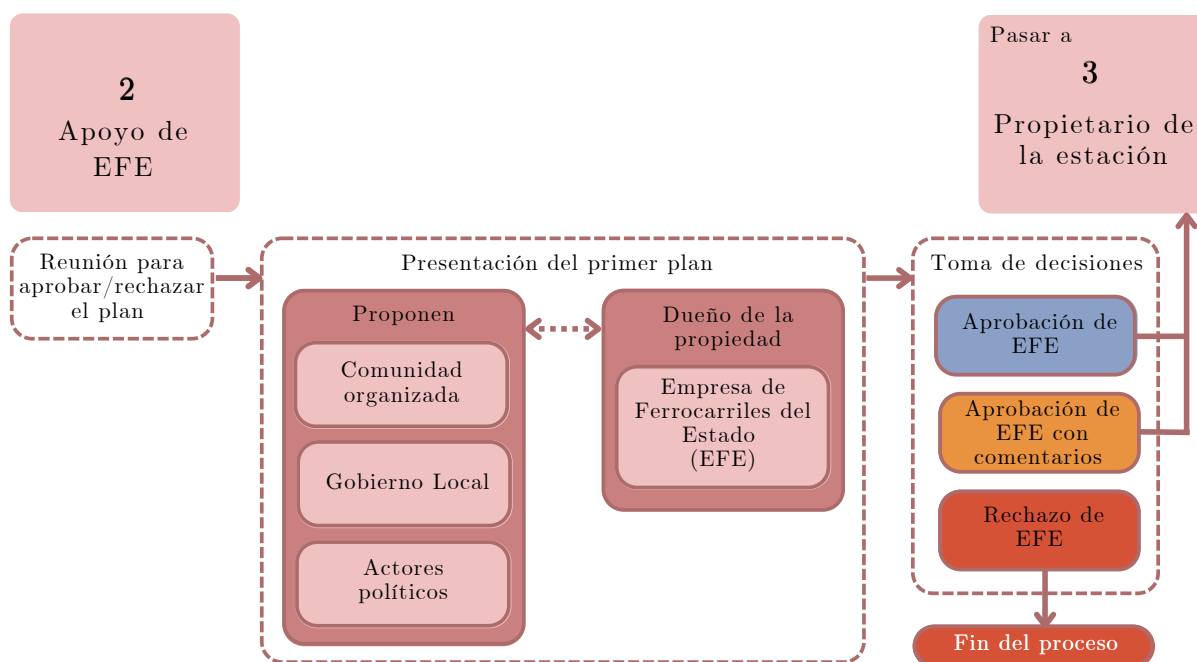 2
Apoyo de
EFE
Pasar a
3
Propietario de
la estación
Reunión para
aprobar/rechazar
el plan
Presentación del primer plan
Proponen
Comunidad
organizada
Gobierno Local
Actores
políticos
Dueño de la
propiedad
Empresa de
Ferrocarriles del
Estado
(EFE)
Toma de decisiones
Aprobación de
EFE
Aprobación de
EFE con
comentarios
Rechazo de
EFE
Fin del proceso